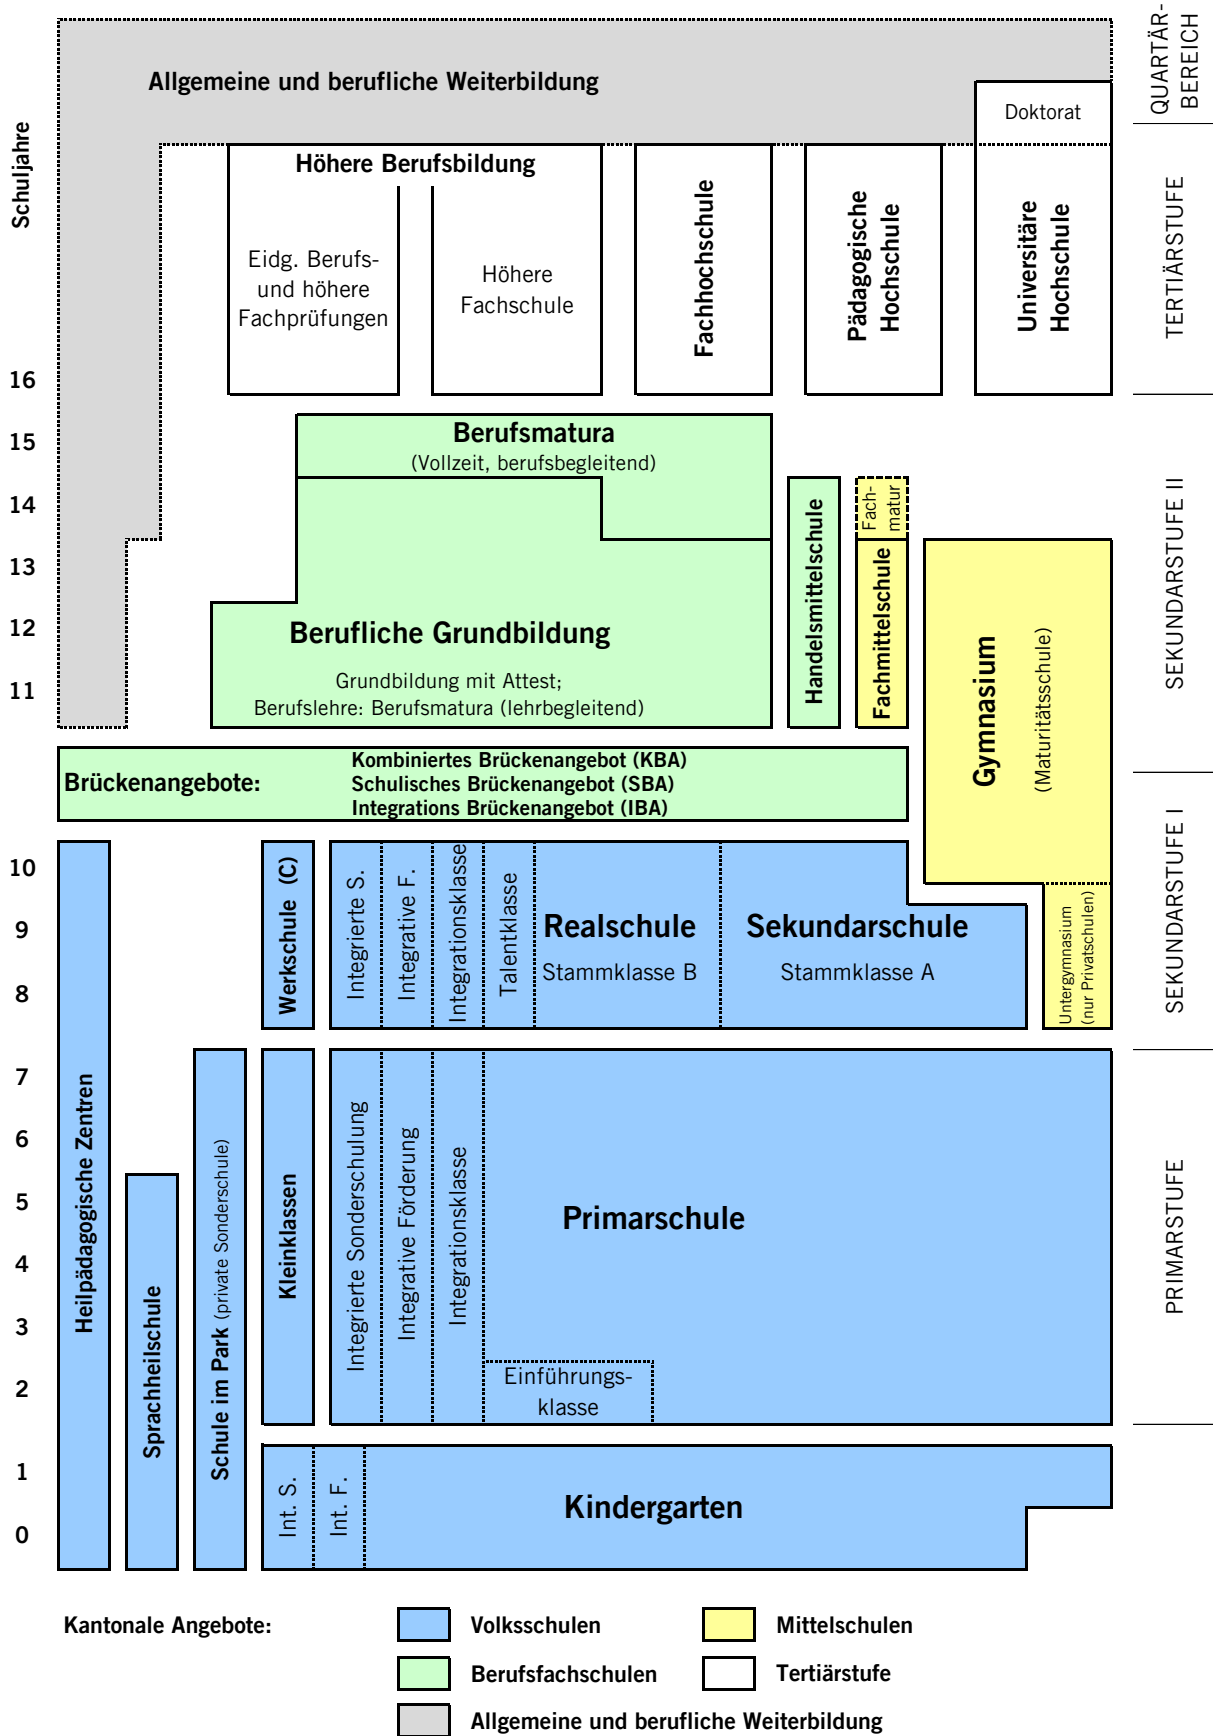 QUARTÄR-
BEREICH
Allgemeine und berufliche Weiterbildung
Doktorat
Schuljahre
Höhere Berufsbildung
Eidg. Berufs-
und höhere
Fachprüfungen
Höhere
Fachschule
Fachhochschule
Pädagogische
Hochschule
Universitäre
Hochschule
TERTIÄRSTUFE
16
15
Berufsmatura
(Vollzeit, berufsbegleitend)
14
13
12
11
Berufliche Grundbildung
Grundbildung mit Attest;
Berufslehre: Berufsmatura (lehrbegleitend)
Handelsmittelschule
Fach-
matur
Fachmittelschule
Gymnasium
(Maturitätsschule)
SEKUNDARSTUFE II
Brückenangebote:
Kombiniertes Brückenangebot (KBA)
Schulisches Brückenangebot (SBA)
Integrations Brückenangebot (IBA)
10
9
8
Werkschule (C)
Integrierte S.
Integrative F.
Integrationsklasse
Talentklasse
Realschule
Stammklasse B
Sekundarschule
Stammklasse A
Untergymnasium
(nur Privatschulen)
SEKUNDARSTUFE I
7
6
5
4
3
2
Heilpädagogische Zentren
Sprachheilschule
Schule im Park (private Sonderschule)
Kleinklassen
Integrierte Sonderschulung
Integrative Förderung
Integrationsklasse
Primarschule
Einführungs-
klasse
PRIMARSTUFE
1
0
Int. S.
Int. F.
Kindergarten
Kantonale Angebote:
Volksschulen
Mittelschulen
Berufsfachschulen
Tertiärstufe
Allgemeine und berufliche Weiterbildung